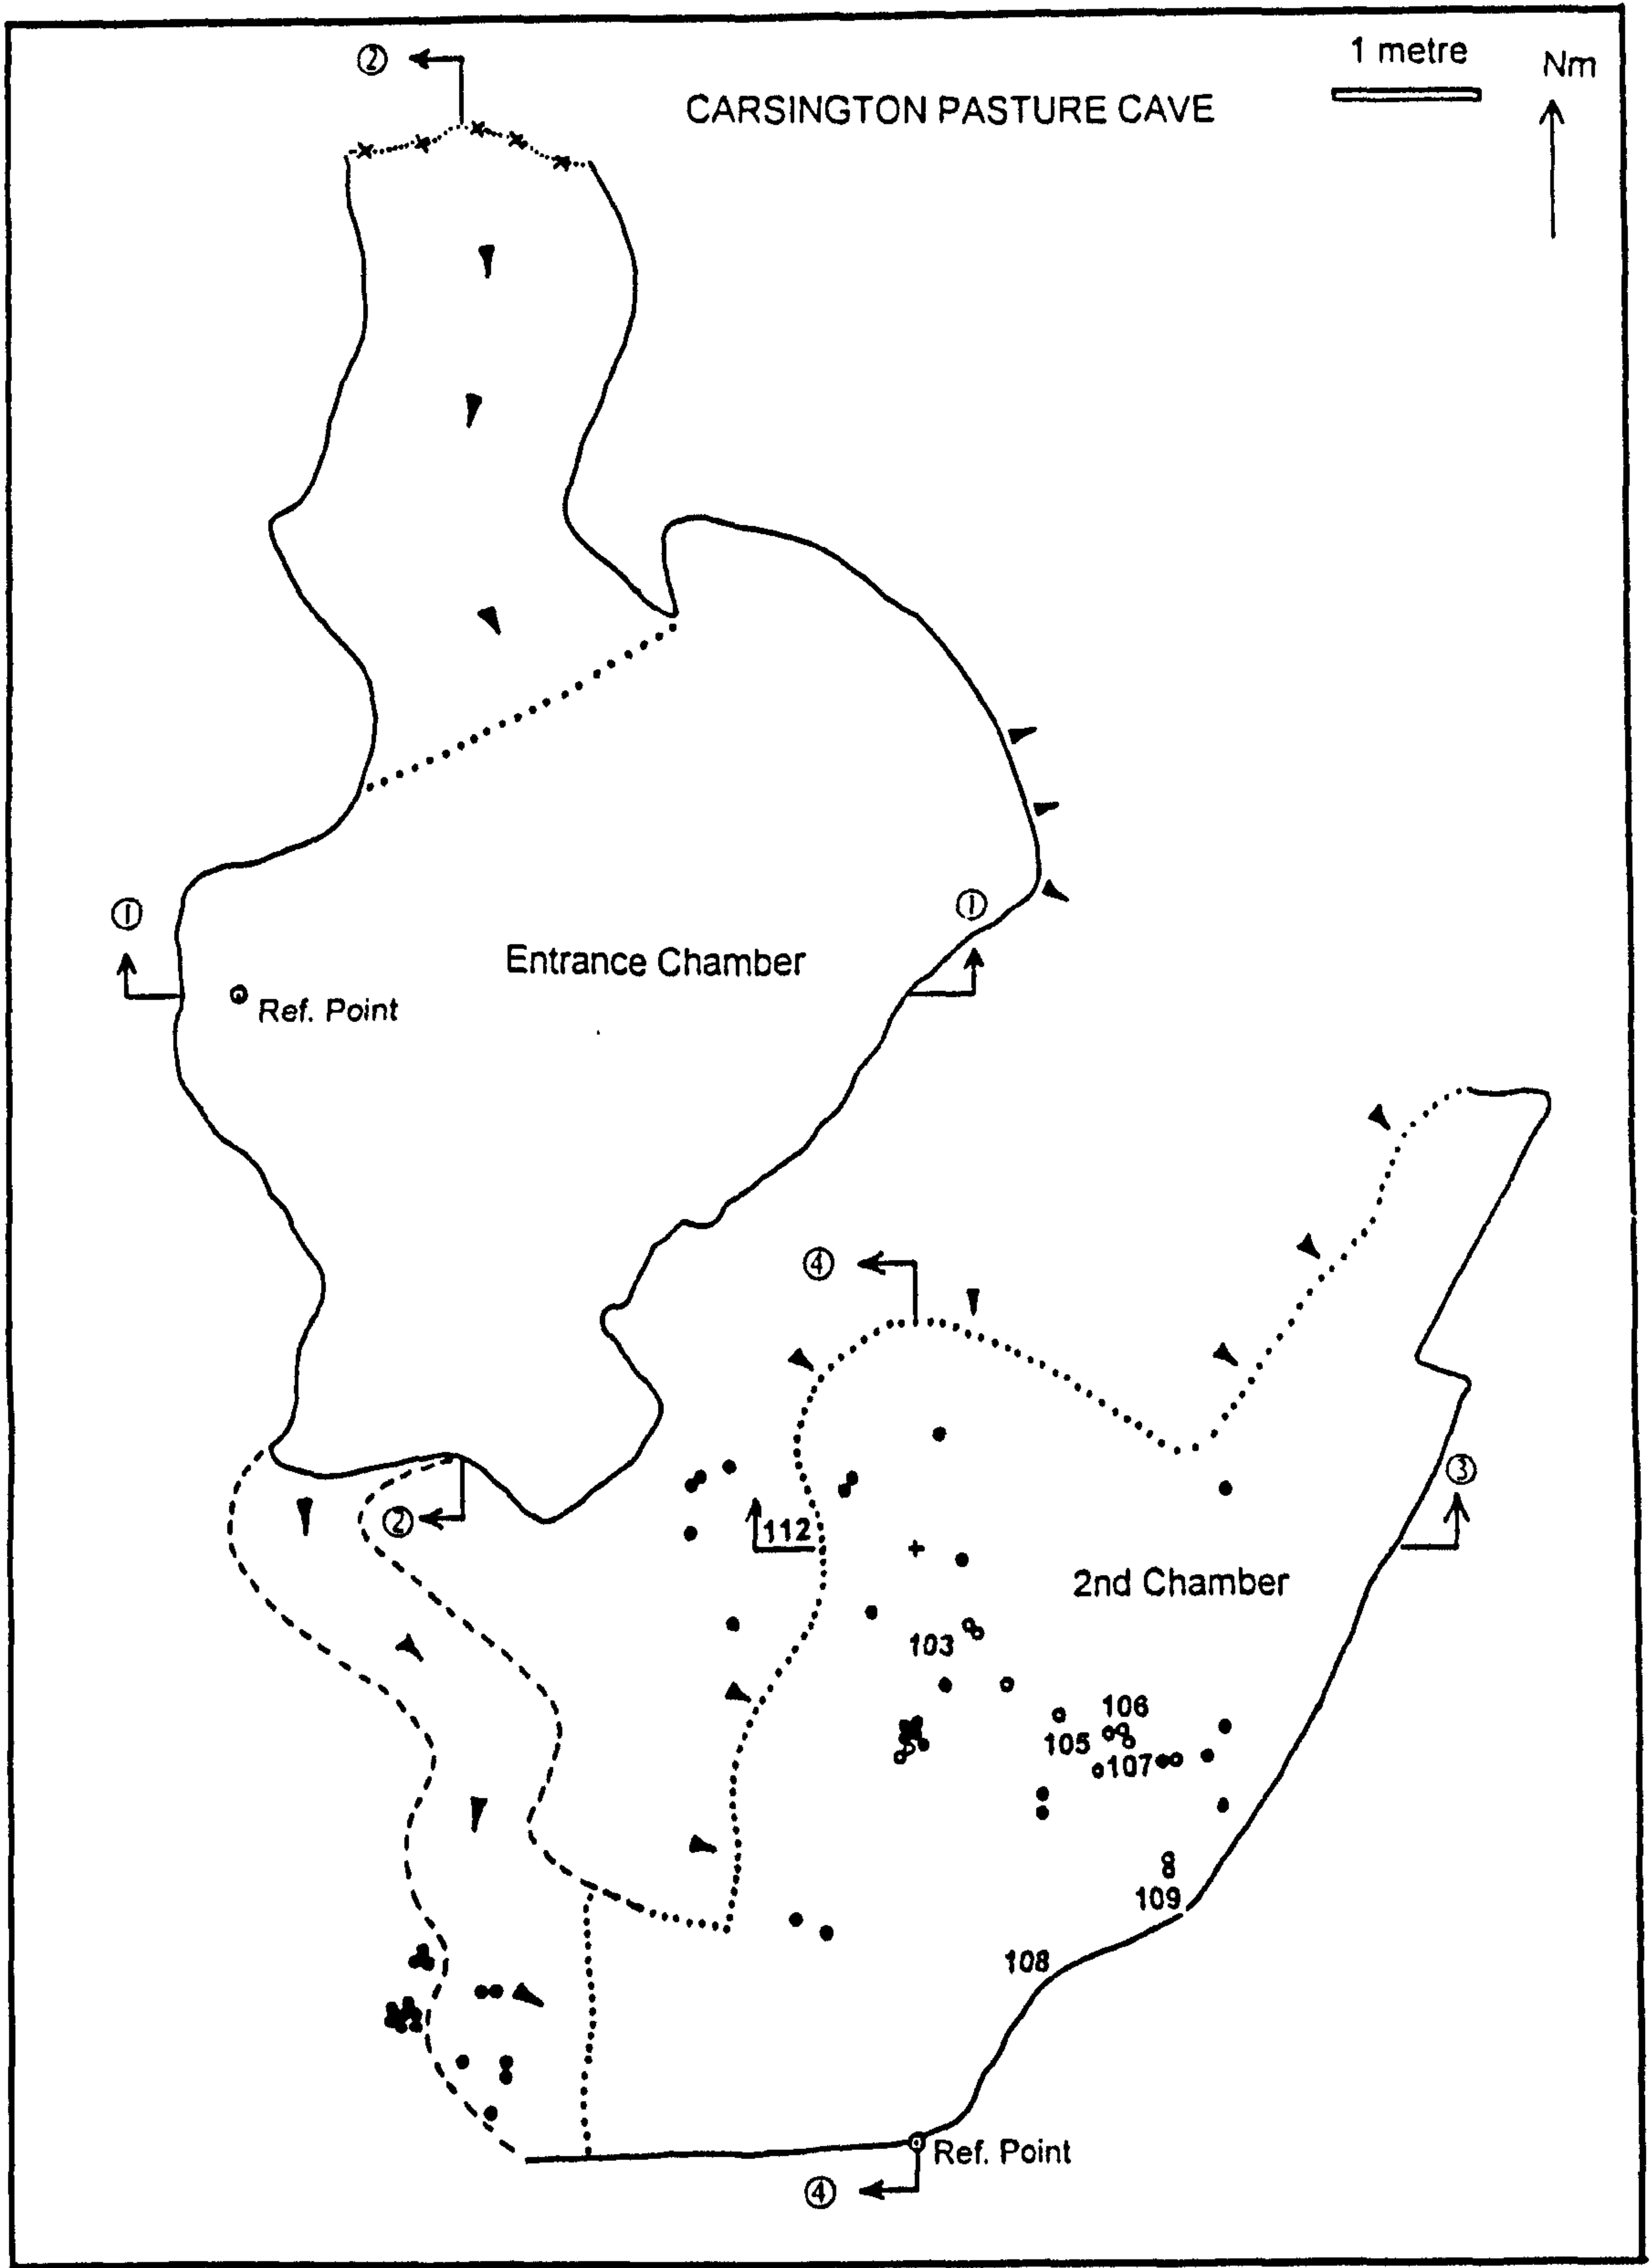 ②
1 metre
Nm
CARSINGTON PASTURE CAVE
①
①
Entrance Chamber
Ref. Point
④
③
②
112
2nd Chamber
103
106
105
107
109
108
Ref. Point
④